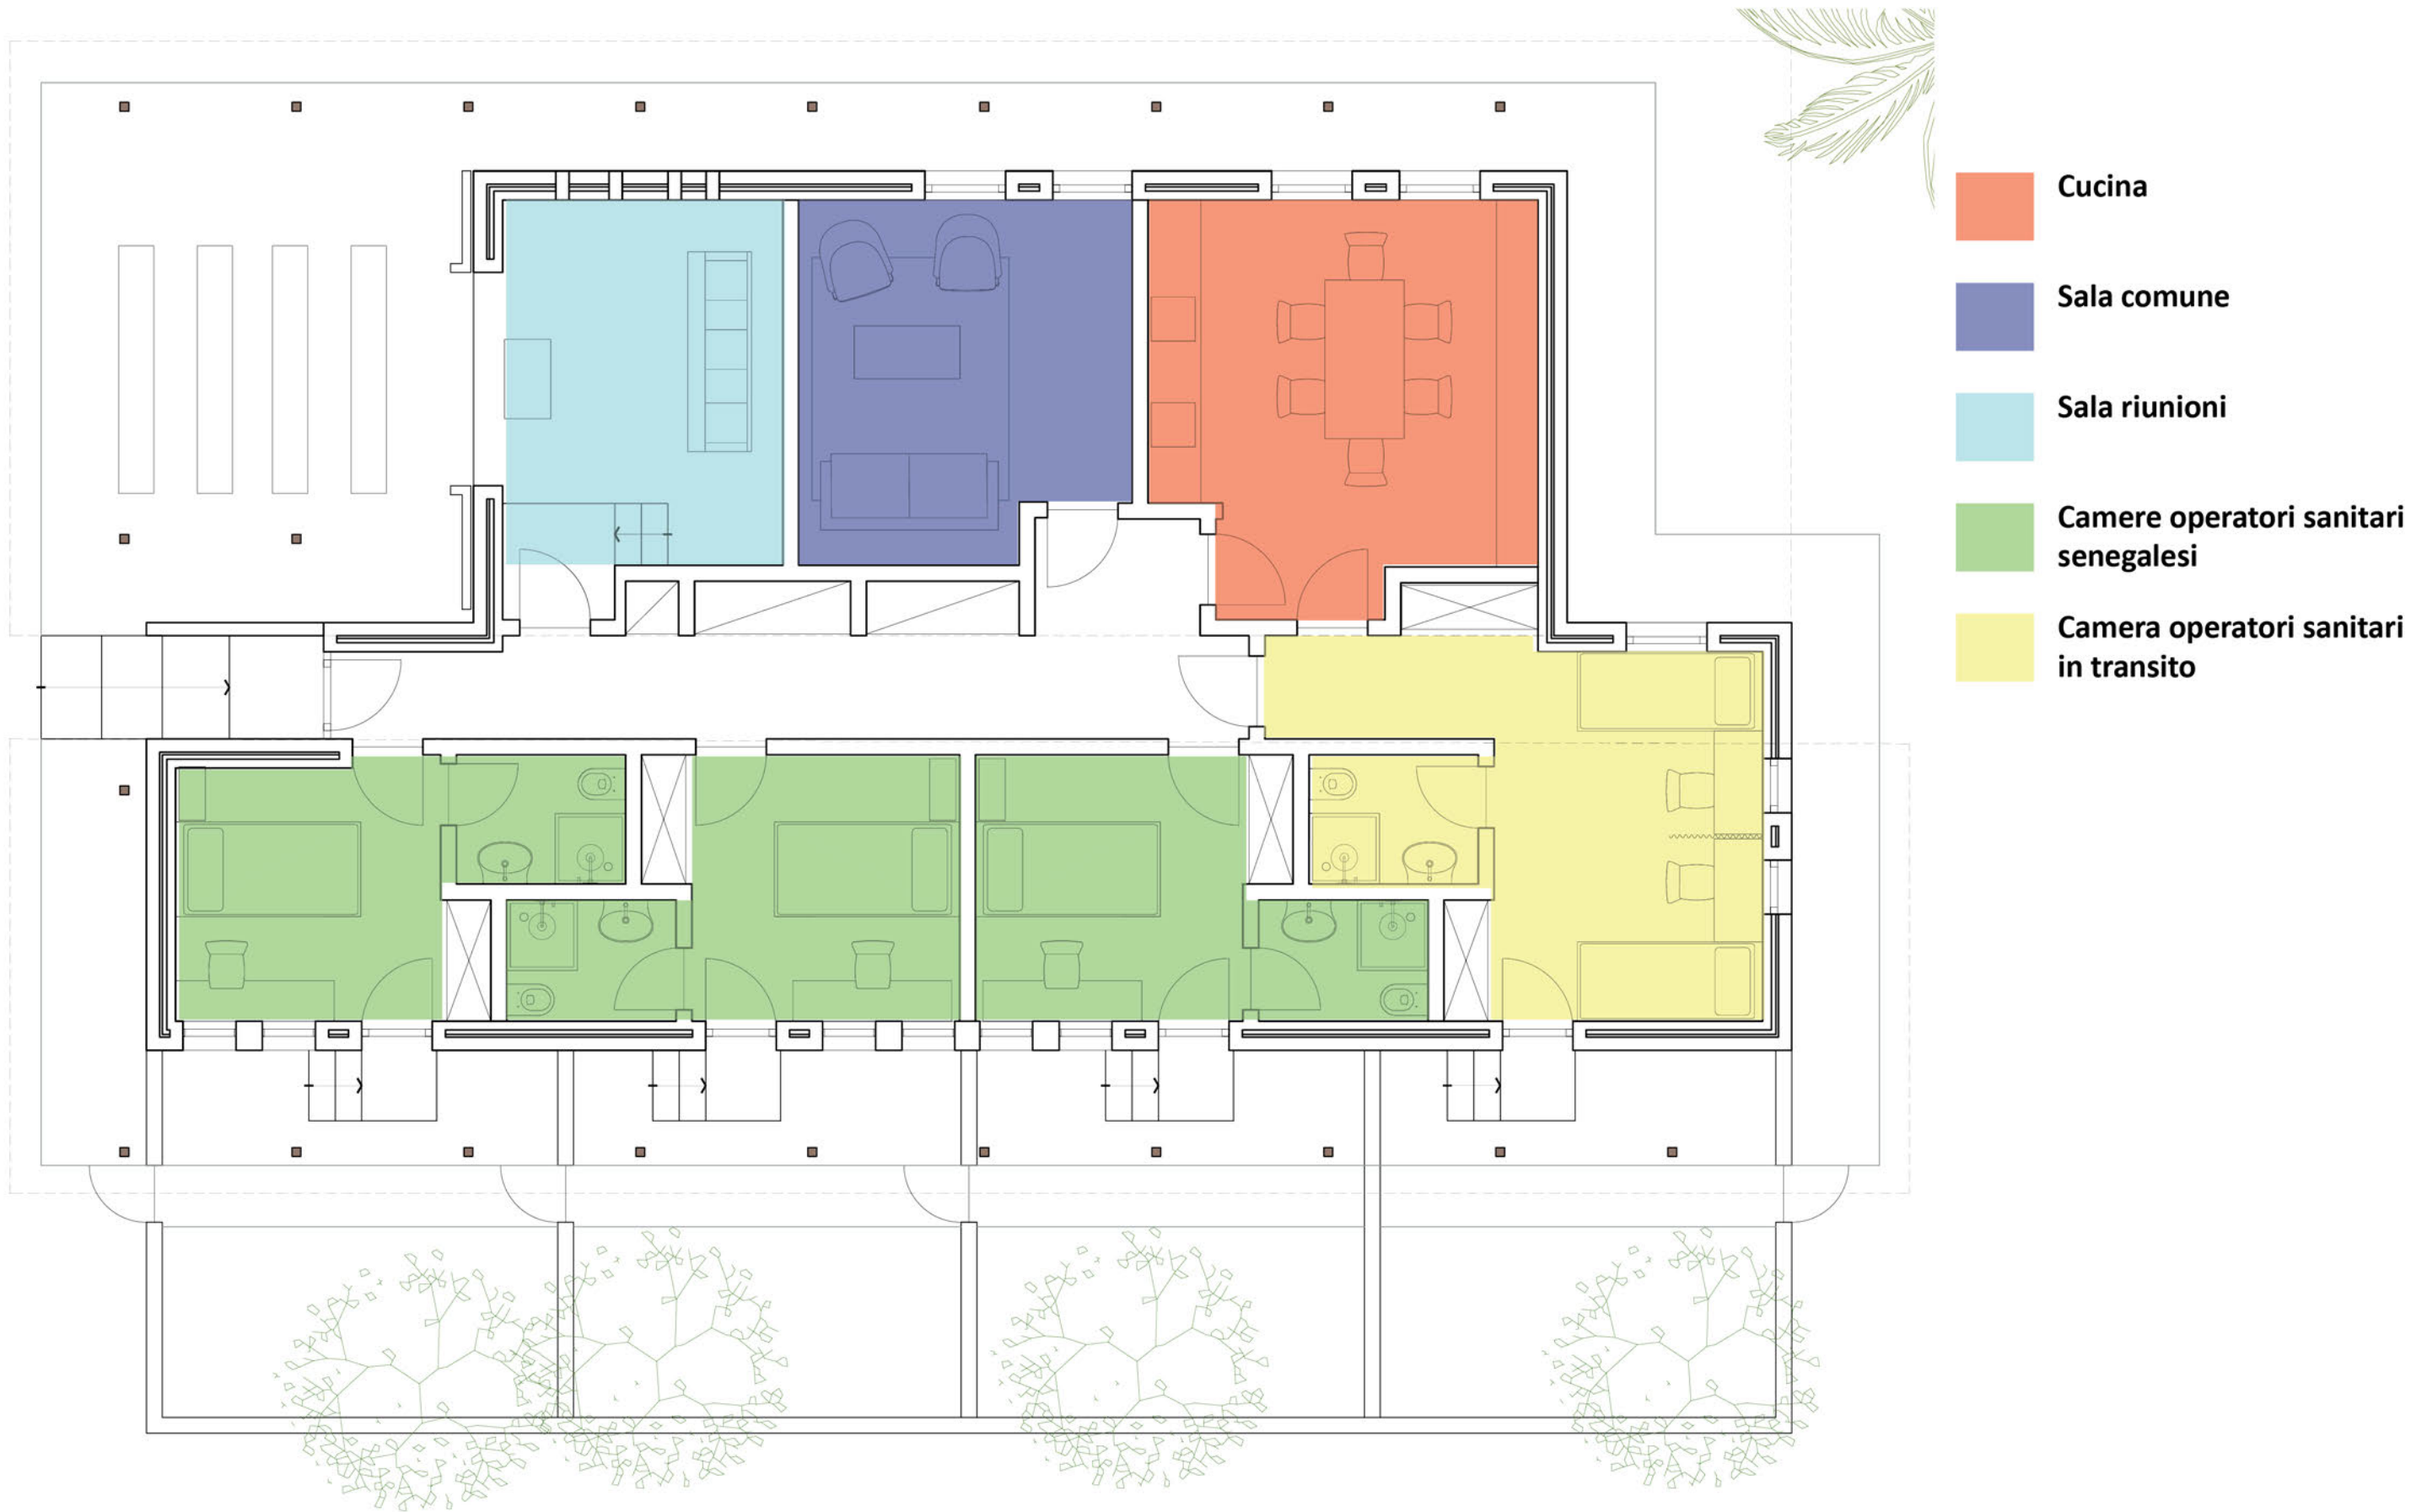 Cucina
Sala comune
Sala riunioni
Camere operatori sanitari
senegalesi
Camera operatori sanitari
in transito